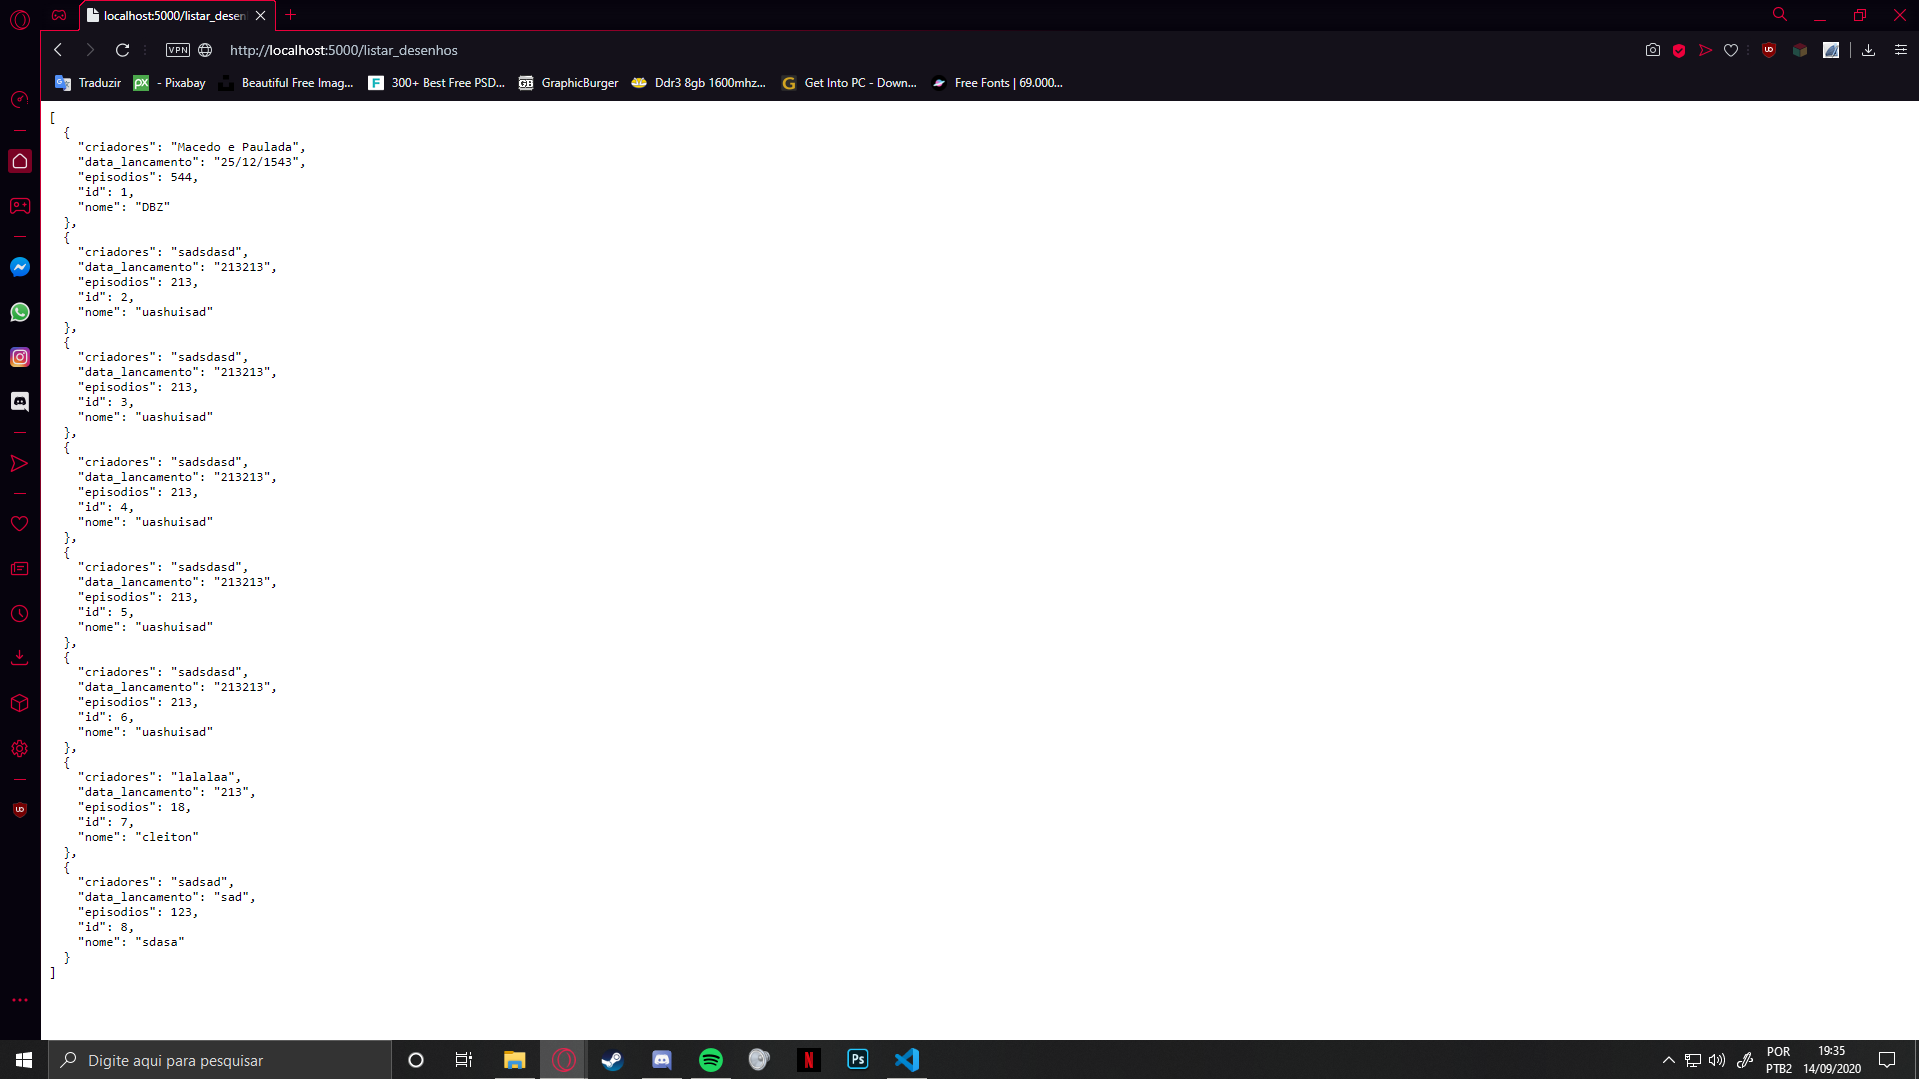 localhost:5000/listar_desen
VPN
http://localhost:5000/listar_desenhos
Traduzir
px - Pixabay
Beautiful Free Imag...
F 300+ Best Free PSD...
GB GraphicBurger
Ddr3 8gb 1600mhz...
G Get Into PC - Down...
Free Fonts | 69.000...
[
{
"criadores": "Macedo e Paulada",
"data_lancamento": "25/12/1543",
"episodios": 544,
"id": 1,
"nome": "DBZ"
},
{
"criadores": "sadsdasd",
"data_lancamento": "213213",
"episodios": 213,
"id": 2,
"nome": "uashuisad"
},
{
"criadores": "sadsdasd",
"data_lancamento": "213213",
"episodios": 213,
"id": 3,
"nome": "uashuisad"
},
{
"criadores": "sadsdasd",
"data_lancamento": "213213",
"episodios": 213,
"id": 4,
"nome": "uashuisad"
},
{
"criadores": "sadsdasd",
"data_lancamento": "213213",
"episodios": 213,
"id": 5,
"nome": "uashuisad"
},
{
"criadores": "sadsdasd",
"data_lancamento": "213213",
"episodios": 213,
"id": 6,
"nome": "uashuisad"
},
{
"criadores": "lalalaa",
"data_lancamento": "213",
"episodios": 18,
"id": 7,
"nome": "cleiton"
},
{
"criadores": "sadsad",
"data_lancamento": "sad",
"episodios": 123,
"id": 8,
"nome": "sdasa"
}
]
Digite aqui para pesquisar
N
Ps
POR
PTB2
19:35
14/09/2020